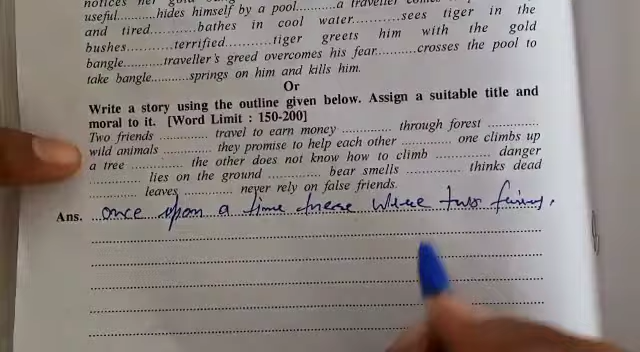 notices her gold
useful...........hides himself by a pool...........a traveller
and tired...........bathes in cool water...........sees tiger in the
bushes...........terrified...........tiger greets him with the gold
bangle...........traveller's greed overcomes his fear...........crosses the pool to
take bangle...........springs on him and kills him.
Or
Write a story using the outline given below. Assign a suitable title and
moral to it. [Word Limit : 150-200]
Two friends .............. travel to earn money .............. through forest ..............
wild animals .............. they promise to help each other .............. one climbs up
a tree .............. the other does not know how to climb .............. danger
.............. lies on the ground .............. bear smells .............. thinks dead
.............. leaves .............. never rely on false friends.
Ans. once upon a time there were two